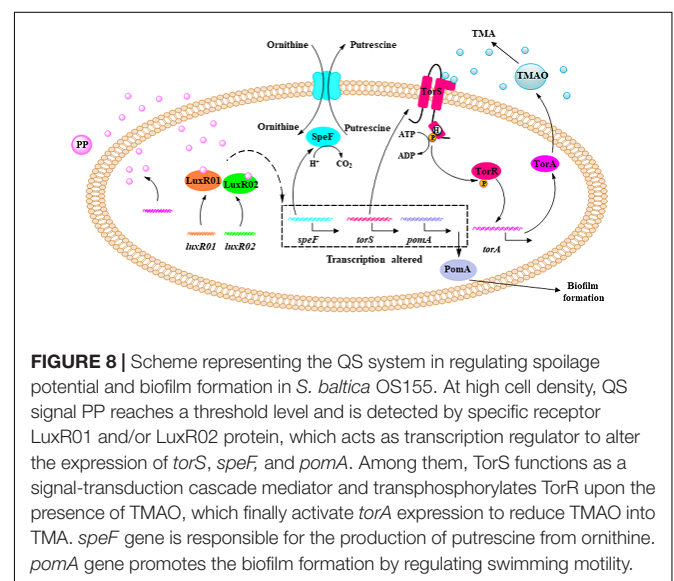 TMA
Ornithine
Putrescine
TorS
TMAO
PP
Ornithine
Putrescine
SpeF
ATP
H
P
TorA
LuxR01
LuxR02
H⁺
CO₂
ADP
TorR
P
luxR01
luxR02
speF
torS
pomA
torA
Transcription altered
PomA
Biofilm
formation
FIGURE 8 | Scheme representing the QS system in regulating spoilage
potential and biofilm formation in S. baltica OS155. At high cell density, QS
signal PP reaches a threshold level and is detected by specific receptor
LuxR01 and/or LuxR02 protein, which acts as transcription regulator to alter
the expression of torS, speF, and pomA. Among them, TorS functions as a
signal-transduction cascade mediator and transphosphorylates TorR upon the
presence of TMAO, which finally activate torA expression to reduce TMAO into
TMA. speF gene is responsible for the production of putrescine from ornithine.
pomA gene promotes the biofilm formation by regulating swimming motility.